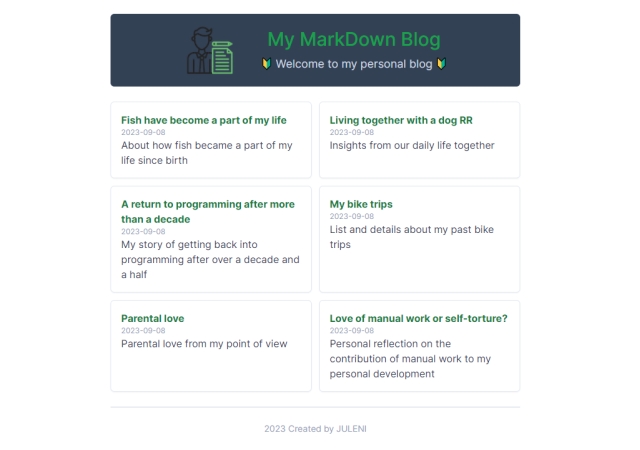 My MarkDown Blog
🔰 Welcome to my personal blog 🔰
Fish have become a part of my life
2023-09-08
About how fish became a part of my
life since birth
Living together with a dog RR
2023-09-08
Insights from our daily life together
A return to programming after more
than a decade
2023-09-08
My story of getting back into
programming after over a decade and
a half
My bike trips
2023-09-08
List and details about my past bike
trips
Parental love
2023-09-08
Parental love from my point of view
Love of manual work or self-torture?
2023-09-08
Personal reflection on the
contribution of manual work to my
personal development
2023 Created by JULENI